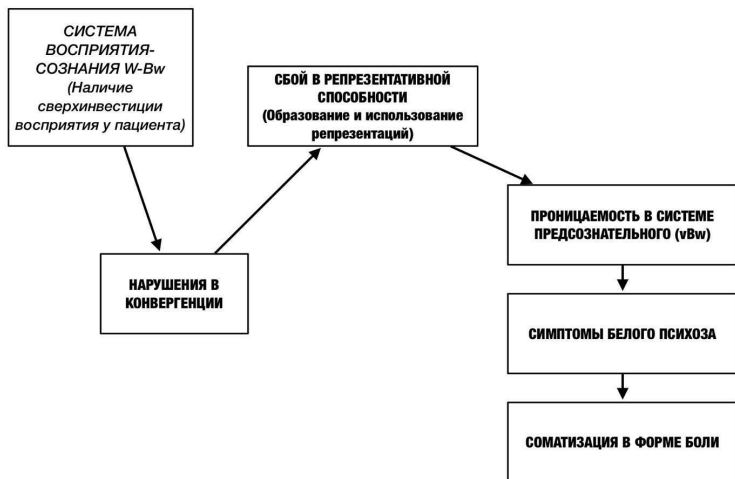 СИСТЕМА
ВОСПРИЯТИЯ-
СОЗНАНИЯ W-Bw
(Наличие
сверхинвестиции
восприятия у пациента)
НАРУШЕНИЯ В
КОНВЕРГЕНЦИИ
СБОЙ В РЕПРЕЗЕНТАТИВНОЙ
СПОСОБНОСТИ
(Образование и использование
репрезентаций)
ПРОНИЦАЕМОСТЬ В СИСТЕМЕ
ПРЕДСОЗНАТЕЛЬНОГО (vBw)
СИМПТОМЫ БЕЛОГО ПСИХОЗА
СОМАТИЗАЦИЯ В ФОРМЕ БОЛИ